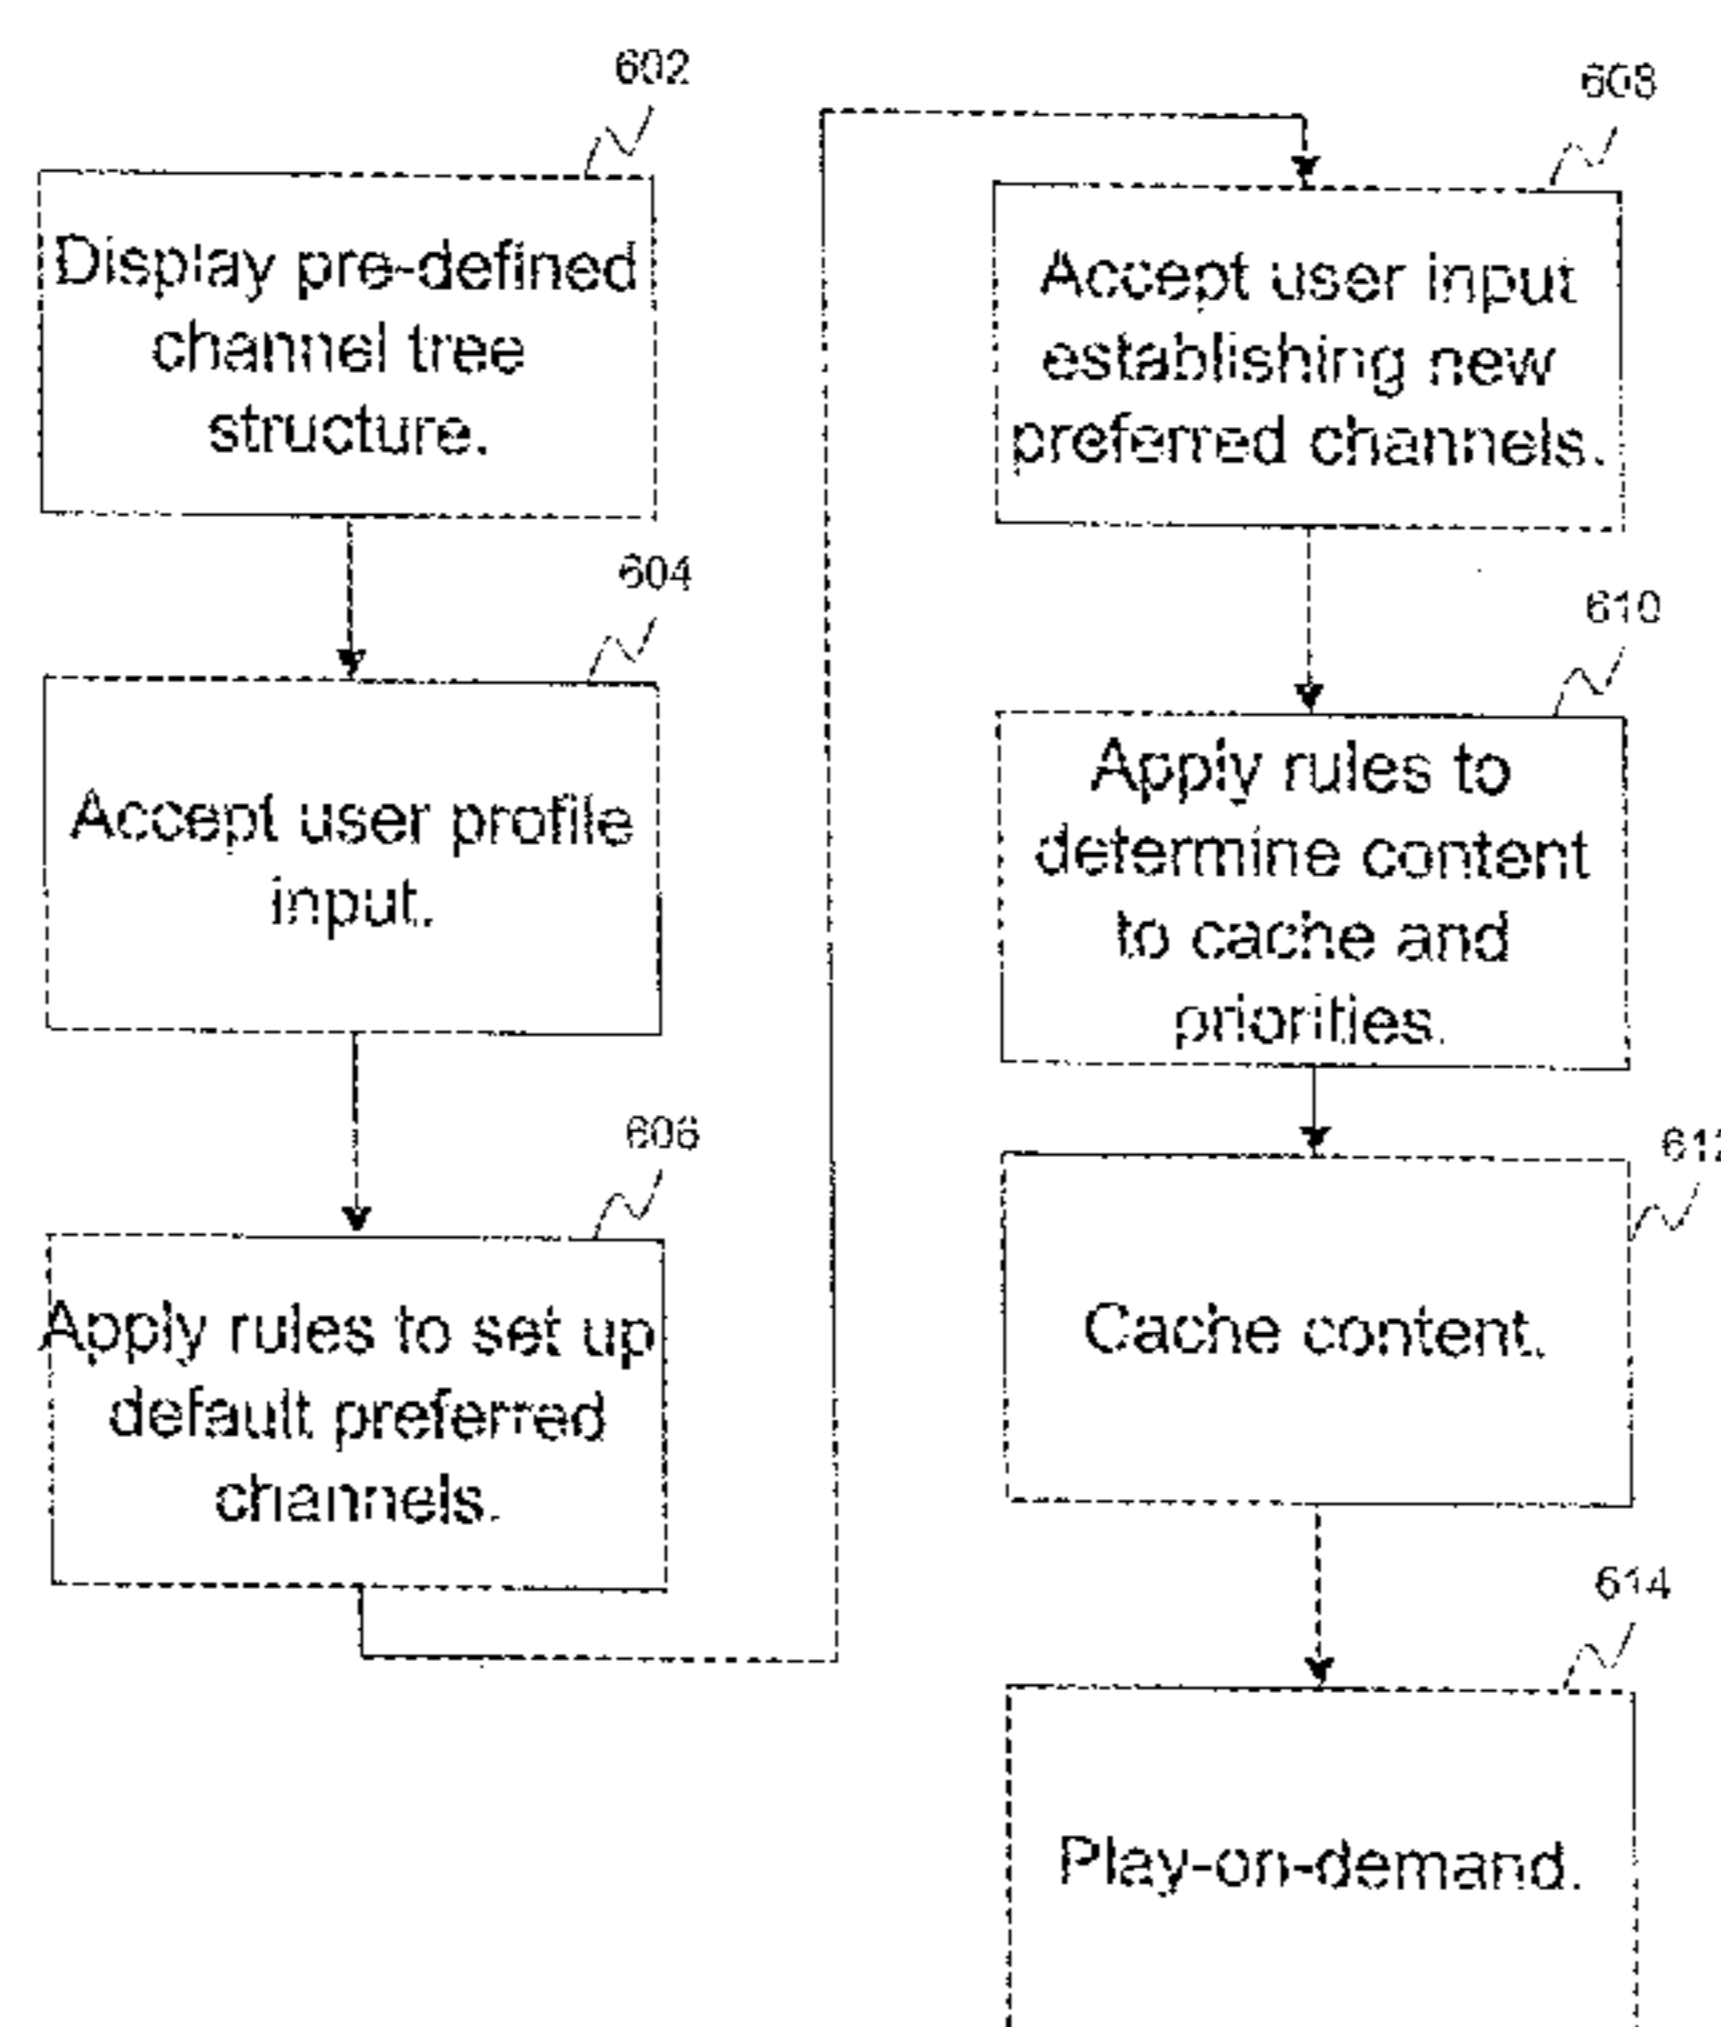 602
Display pre-defined
channel tree
structure.
604
Accept user profile
input.
606
Apply rules to set up
default preferred
channels.
608
Accept user input
establishing new
preferred channels.
610
Apply rules to
determine content
to cache and
priorities.
612
Cache content.
614
Play-on-demand.